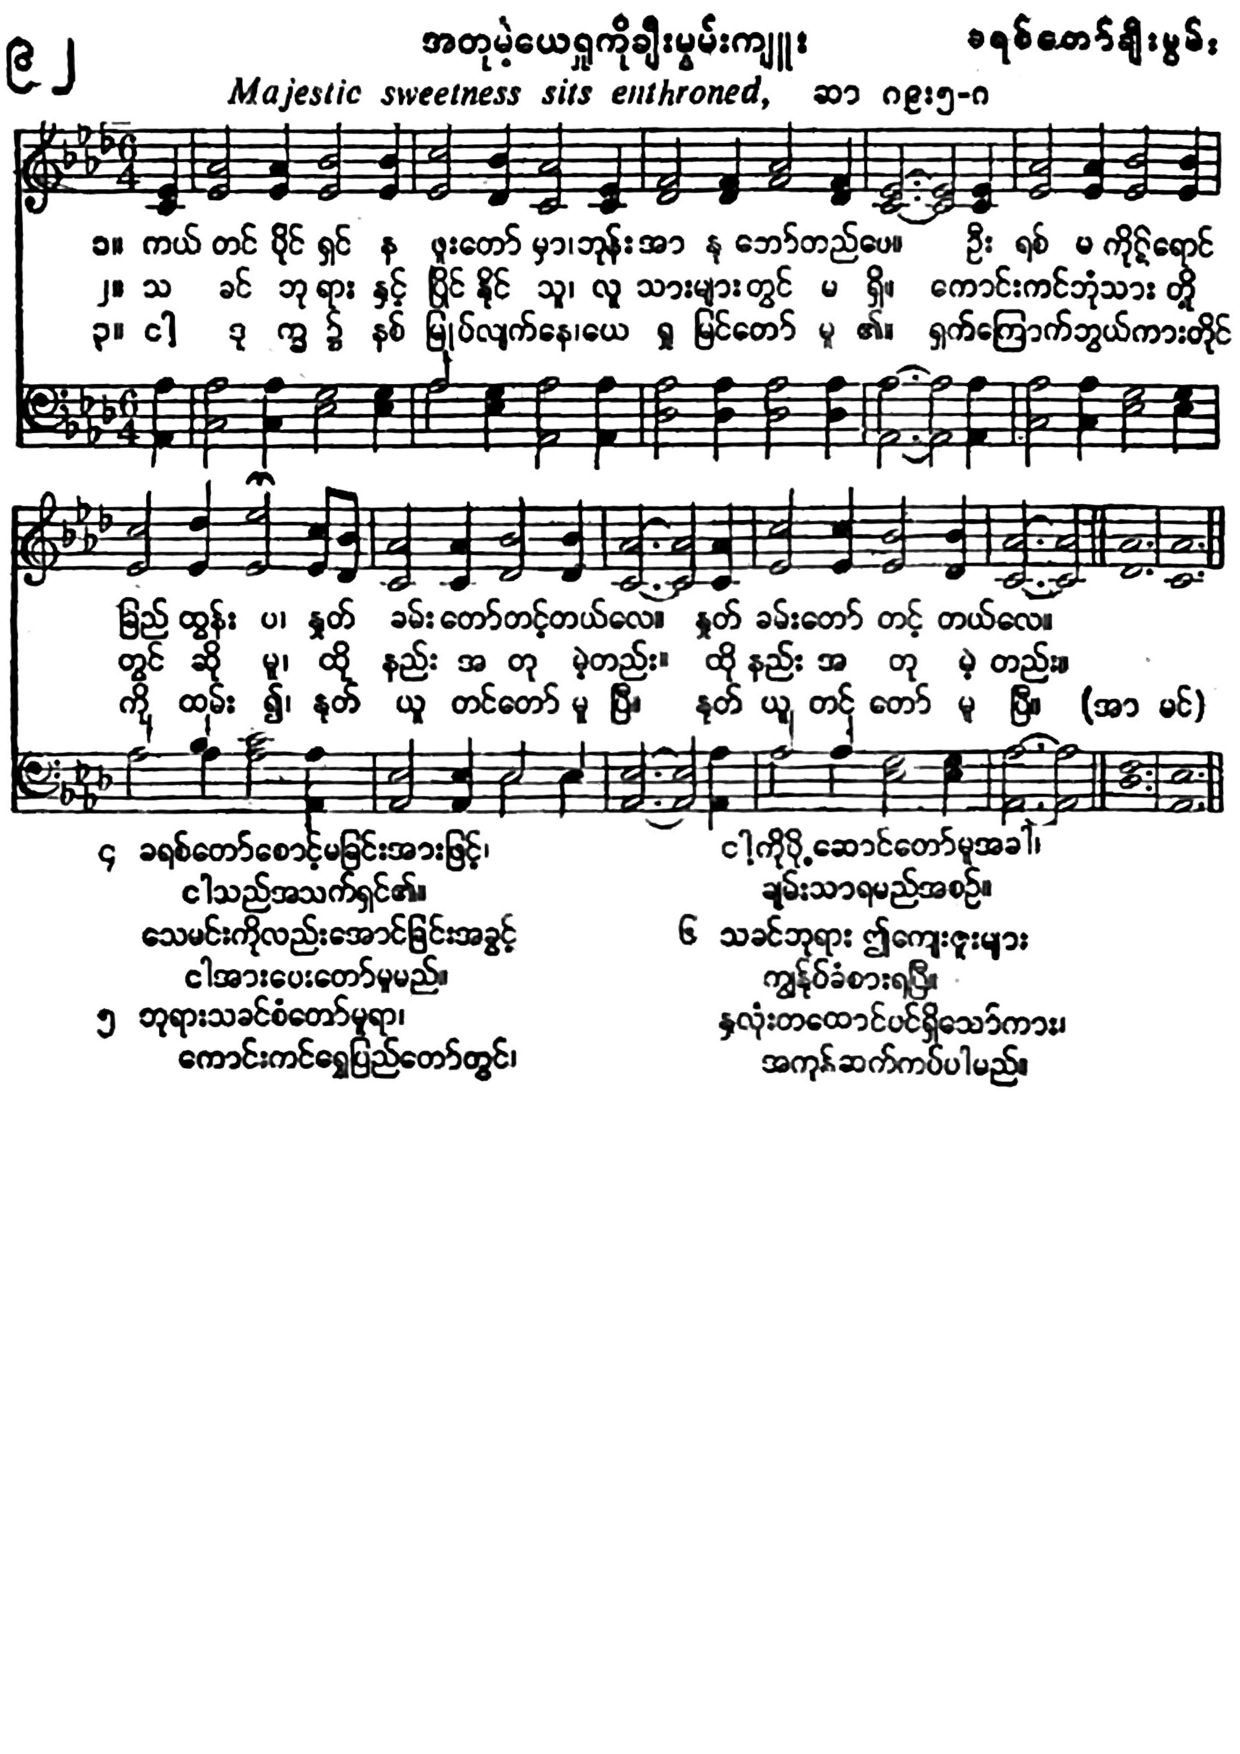 ၉၂
အတုမဲ့ယေရှုကိုချီးမွမ်းကျူး
ခရစ်တော်ချီးမွမ်း
Majestic sweetness sits enthroned, ဆာ ၈၉း၅-၈
6 4
၁။ ကယ် တင် ပိုင် ရှင် န ဖူးတော် မှာ၊ဘုန်းအာ နု ဘော်တည်ပေ။ ဦး ရစ် မ ကိုဋ်ရောင်
၂။ သ ခင် ဘု ရား နှင့် ပြိုင် နိုင် သူ၊ လူ သားများတွင် မ ရှိ။ ကောင်းကင်ဘုံသား တို့
၃။ ငါ ဒု က္ခ ၌ နစ် မြုပ်လျက်နေ၊ယေ ရှု မြင်တော် မူ ၏။ ရှက်ကြောက်ဘွယ်ကားတိုင်
6 4
ခြည် ထွန်း ပ၊ နှုတ် ခမ်းတော်တင့်တယ်လေ။ နှုတ် ခမ်းတော် တင့် တယ်လေ။
တွင် ဆို မူ၊ ထို နည်း အ တု မဲ့တည်း။ ထို နည်း အ တု မဲ့ တည်း။
ကို ထမ်း ၍၊ နုတ် ယူ တင်တော် မူ ပြီ။ နုတ် ယူ တင် တော် မူ ပြီ။ (အာ မင်)
၄ ခရစ်တော်စောင့်မခြင်းအားဖြင့်၊
ငါသည်အသက်ရှင်၏။
သေမင်းကိုလည်းအောင်ခြင်းအခွင့်
ငါအားပေးတော်မူမည်။
၅ ဘုရားသခင်စံတော်မူရာ၊
ကောင်းကင်ရွှေပြည်တော်တွင်၊
ငါ့ကိုပို့ဆောင်တော်မူအခါ၊
ချမ်းသာရမည်အစဉ်။
၆ သခင်ဘုရား ဤကျေးဇူးများ
ကျွန်ုပ်ခံစားရပြီ။
နှလုံးတထောင်ပင်ရှိသော်ကား၊
အကုန်ဆက်ကပ်ပါမည်။